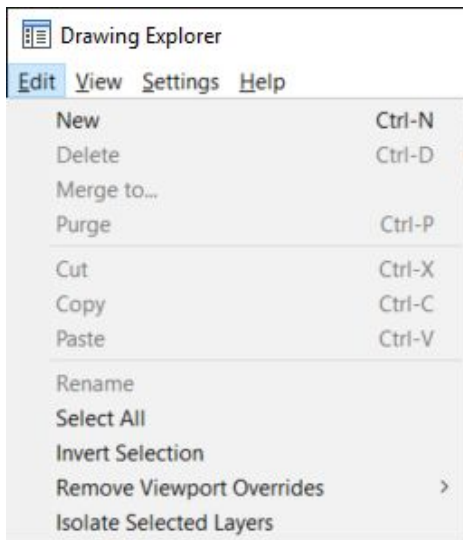 Drawing Explorer
Edit View Settings Help
New Ctrl-N
Delete Ctrl-D
Merge to...
Purge Ctrl-P
Cut Ctrl-X
Copy Ctrl-C
Paste Ctrl-V
Rename
Select All
Invert Selection
Remove Viewport Overrides >
Isolate Selected Layers